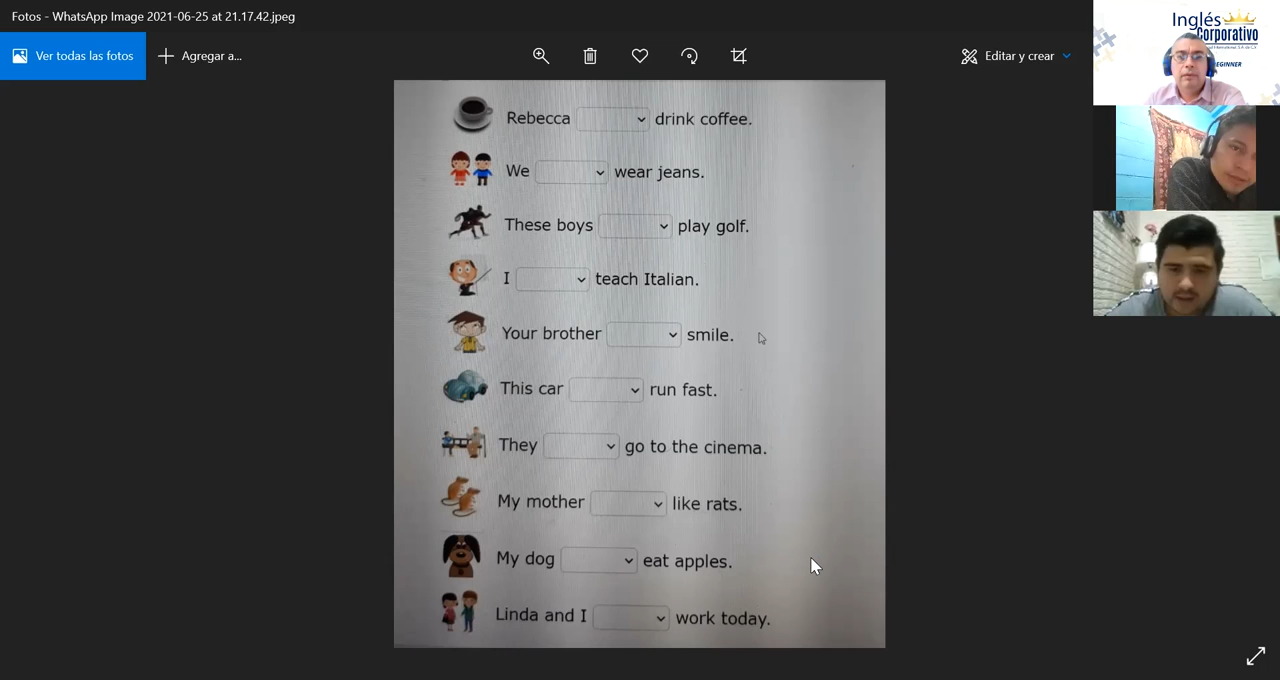 Fotos - WhatsApp Image 2021-06-25 at 21.17.42.jpeg
Ver todas las fotos
Agregar a...
Editar y crear
Inglés
Corporativo
BEGINNER
Rebecca drink coffee.
We wear jeans.
These boys play golf.
I teach Italian.
Your brother smile.
This car run fast.
They go to the cinema.
My mother like rats.
My dog eat apples.
Linda and I work today.